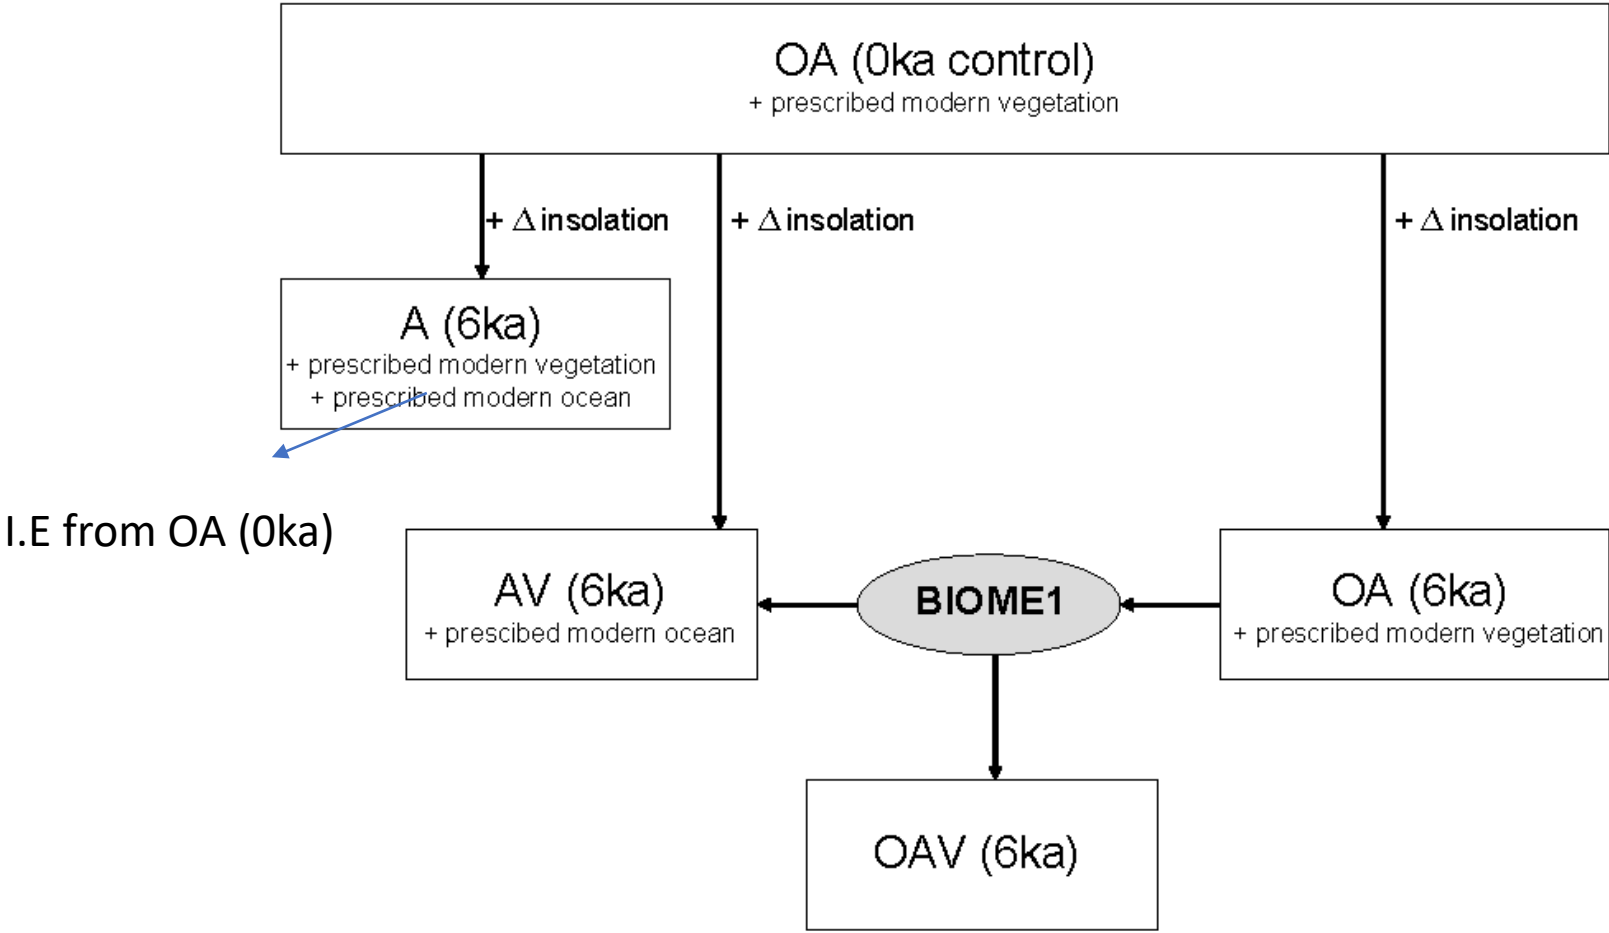 OA (0ka control)
+ prescribed modern vegetation
+ Δ insolation
+ Δ insolation
+ Δ insolation
A (6ka)
+ prescribed modern vegetation
+ prescribed modern ocean
I.E from OA (0ka)
AV (6ka)
+ prescibed modern ocean
BIOME1
OA (6ka)
+ prescribed modern vegetation
OAV (6ka)